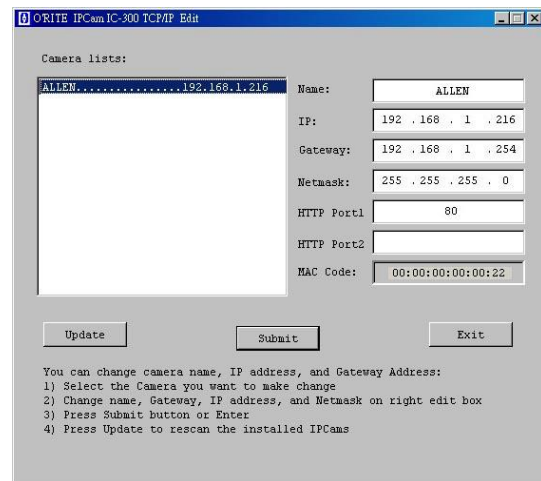 O'RITE IPCam IC-300 TCP/IP Edit
Camera lists:
ALLEN................192.168.1.216
Name: ALLEN
IP: 192 . 168 . 1 . 216
Gateway: 192 . 168 . 1 . 254
Netmask: 255 . 255 . 255 . 0
HTTP Port1 80
HTTP Port2
MAC Code: 00:00:00:00:00:22
Update Submit Exit
You can change camera name, IP address, and Gateway Address:
1) Select the Camera you want to make change
2) Change name, Gateway, IP address, and Netmask on right edit box
3) Press Submit button or Enter
4) Press Update to rescan the installed IPCams